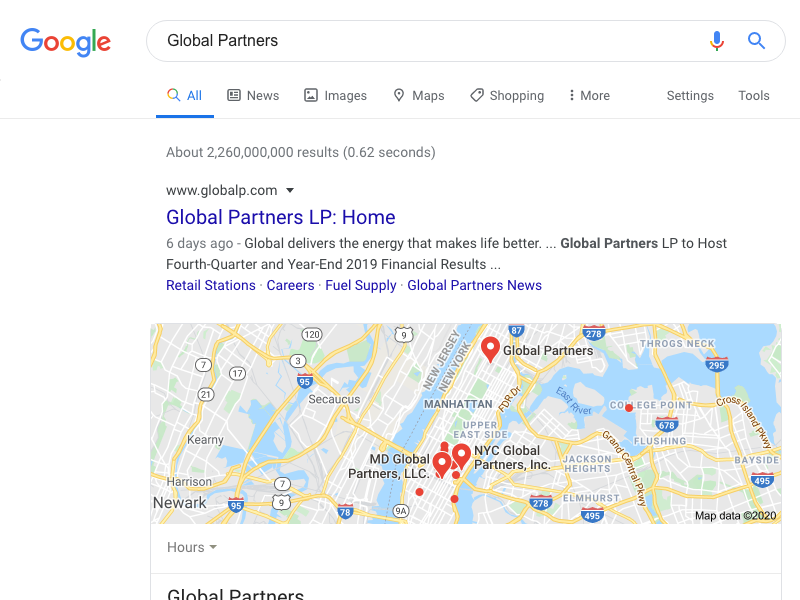 Google
Global Partners
All
News
Images
Maps
Shopping
More
Settings
Tools
About 2,260,000,000 results (0.62 seconds)
www.globalp.com
Global Partners LP: Home
6 days ago - Global delivers the energy that makes life better. ... Global Partners LP to Host
Fourth-Quarter and Year-End 2019 Financial Results ...
Retail Stations · Careers · Fuel Supply · Global Partners News
120
9
87
278
THROGS NECK
NEW JERSEY
NEW YORK
Global Partners
3
7
17
295
95
21
Secaucus
MANHATTAN
FDR Dr
East River
COLLEGE POINT
Cross Island Pkwy
678
UPPER
EAST SIDE
Kearny
FLUSHING
Grand Central Pkwy
MD Global
Partners, LLC.
NYC Global
Partners, Inc.
JACKSON
HEIGHTS
BAYSIDE
Harrison
7
495
Newark
95
9
78
9A
278
ELMHURST
495
Map data ©2020
Hours
Global Partners